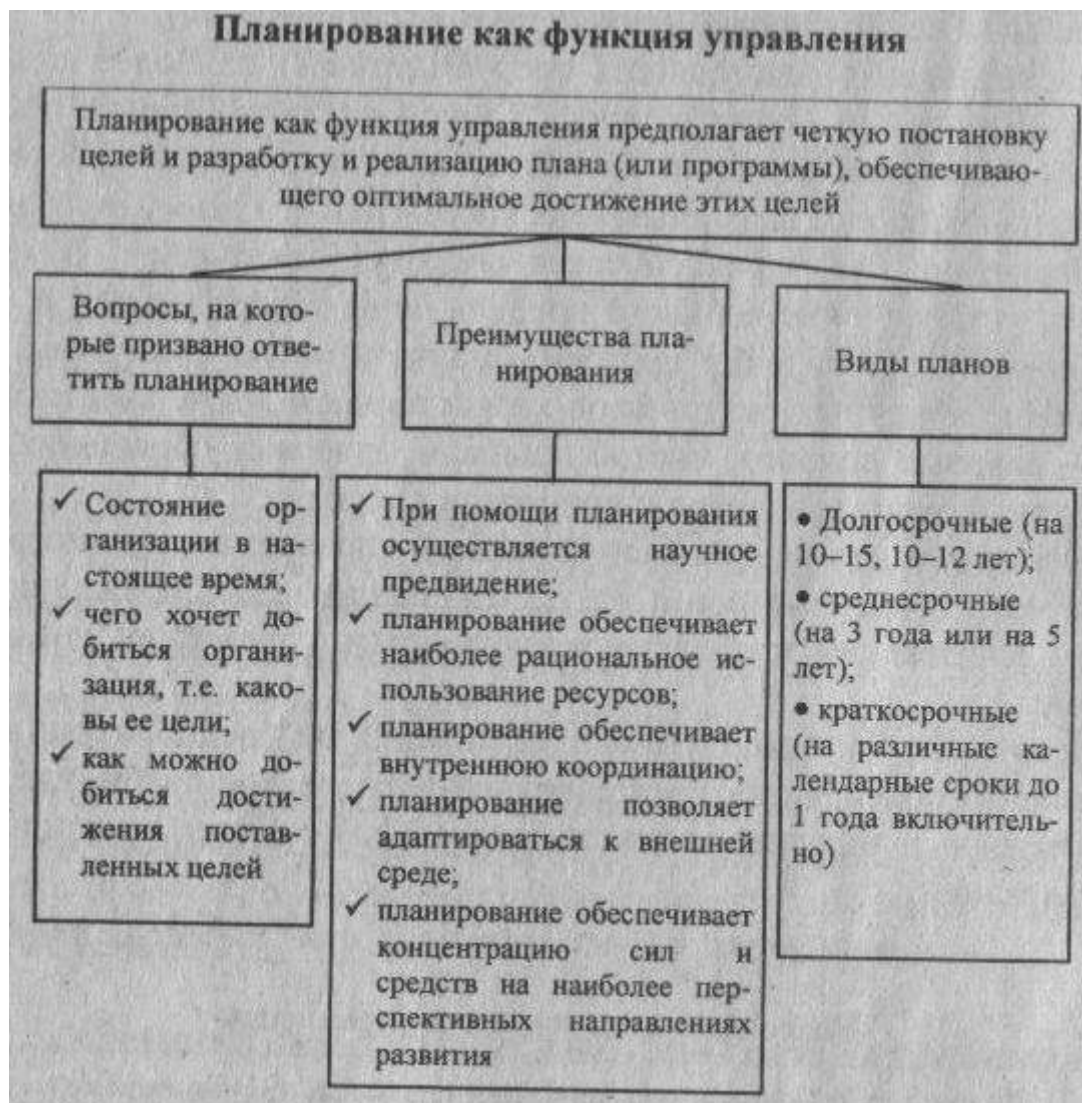 Планирование как функция управления
Планирование как функция управления предполагает четкую постановку
целей и разработку и реализацию плана (или программы), обеспечиваю-
щего оптимальное достижение этих целей
Вопросы, на кото-
рые призвано отве-
тить планирование
Преимущества пла-
нирования
Виды планов
✓ Состояние ор-
ганизации в на-
стоящее время;
✓ чего хочет до-
биться органи-
зация, т.е. како-
вы ее цели;
✓ как можно до-
биться дости-
жения постав-
ленных целей
✓ При помощи планирования
осуществляется научное
предвидение;
✓ планирование обеспечивает
наиболее рациональное ис-
пользование ресурсов;
✓ планирование обеспечивает
внутреннюю координацию;
✓ планирование позволяет
адаптироваться к внешней
среде;
✓ планирование обеспечивает
концентрацию сил и
средств на наиболее пер-
спективных направлениях
развития
• Долгосрочные (на
10–15, 10–12 лет);
• среднесрочные
(на 3 года или на 5
лет);
• краткосрочные
(на различные ка-
лендарные сроки до
1 года включитель-
но)